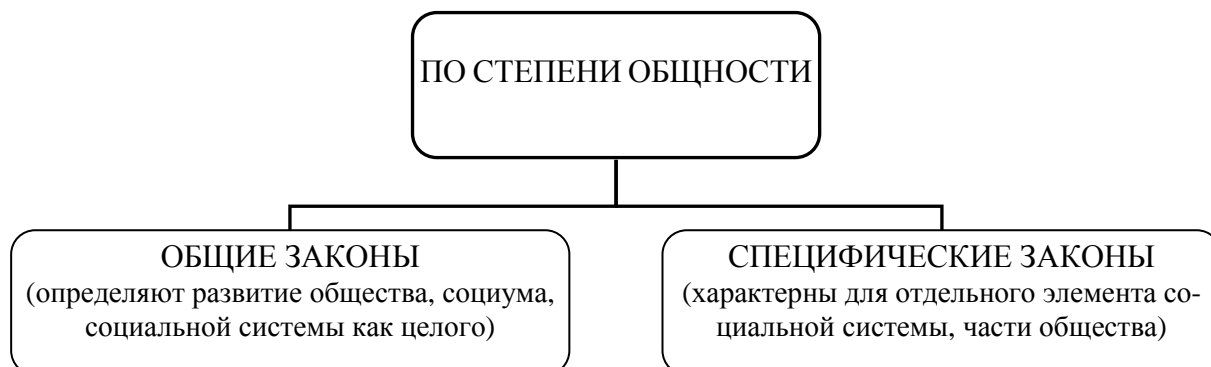 ПО СТЕПЕНИ ОБЩНОСТИ
ОБЩИЕ ЗАКОНЫ
(определяют развитие общества, социума,
социальной системы как целого)
СПЕЦИФИЧЕСКИЕ ЗАКОНЫ
(характерны для отдельного элемента со-
циальной системы, части общества)